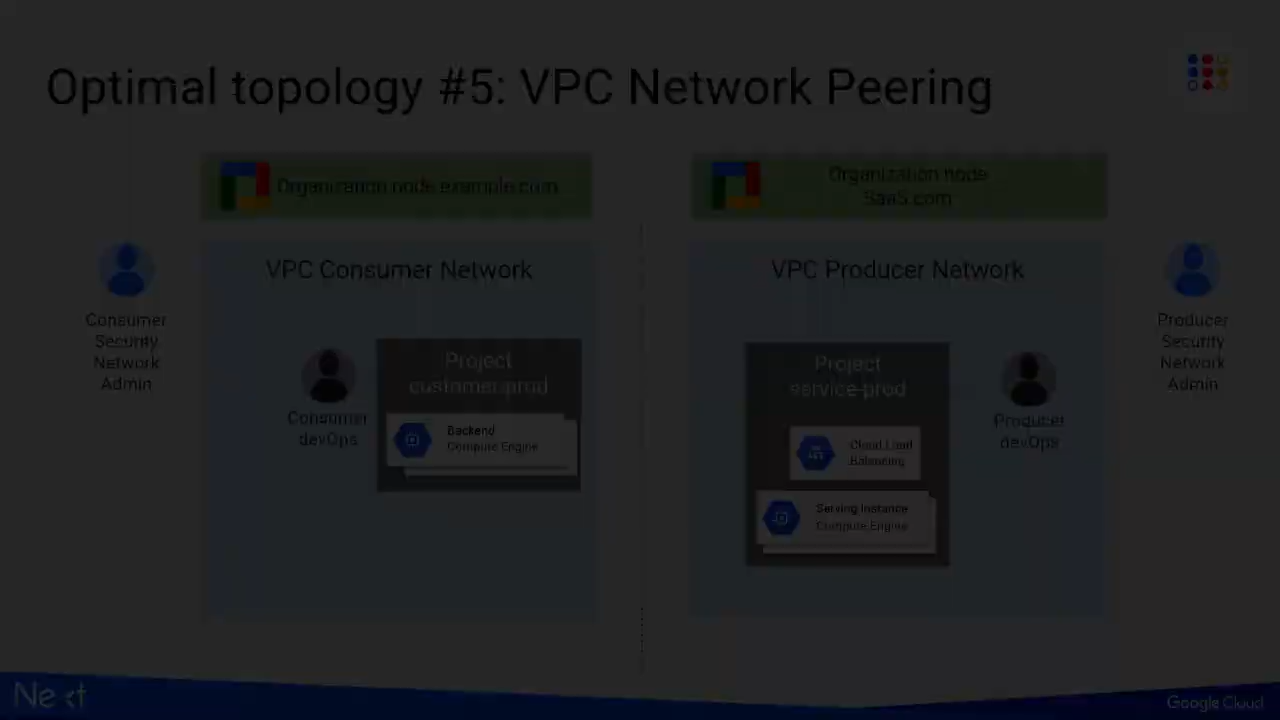 Optimal topology #5: VPC Network Peering
Organization node example.com
Organization node
SaaS.com
VPC Consumer Network
VPC Producer Network
Consumer
Security
Network
Admin
Consumer
devOps
Project
customer-prod
Backend
Compute Engine
Project
service-prod
Cloud Load
Balancing
Serving Instance
Compute Engine
Producer
devOps
Producer
Security
Network
Admin
Next
Google Cloud